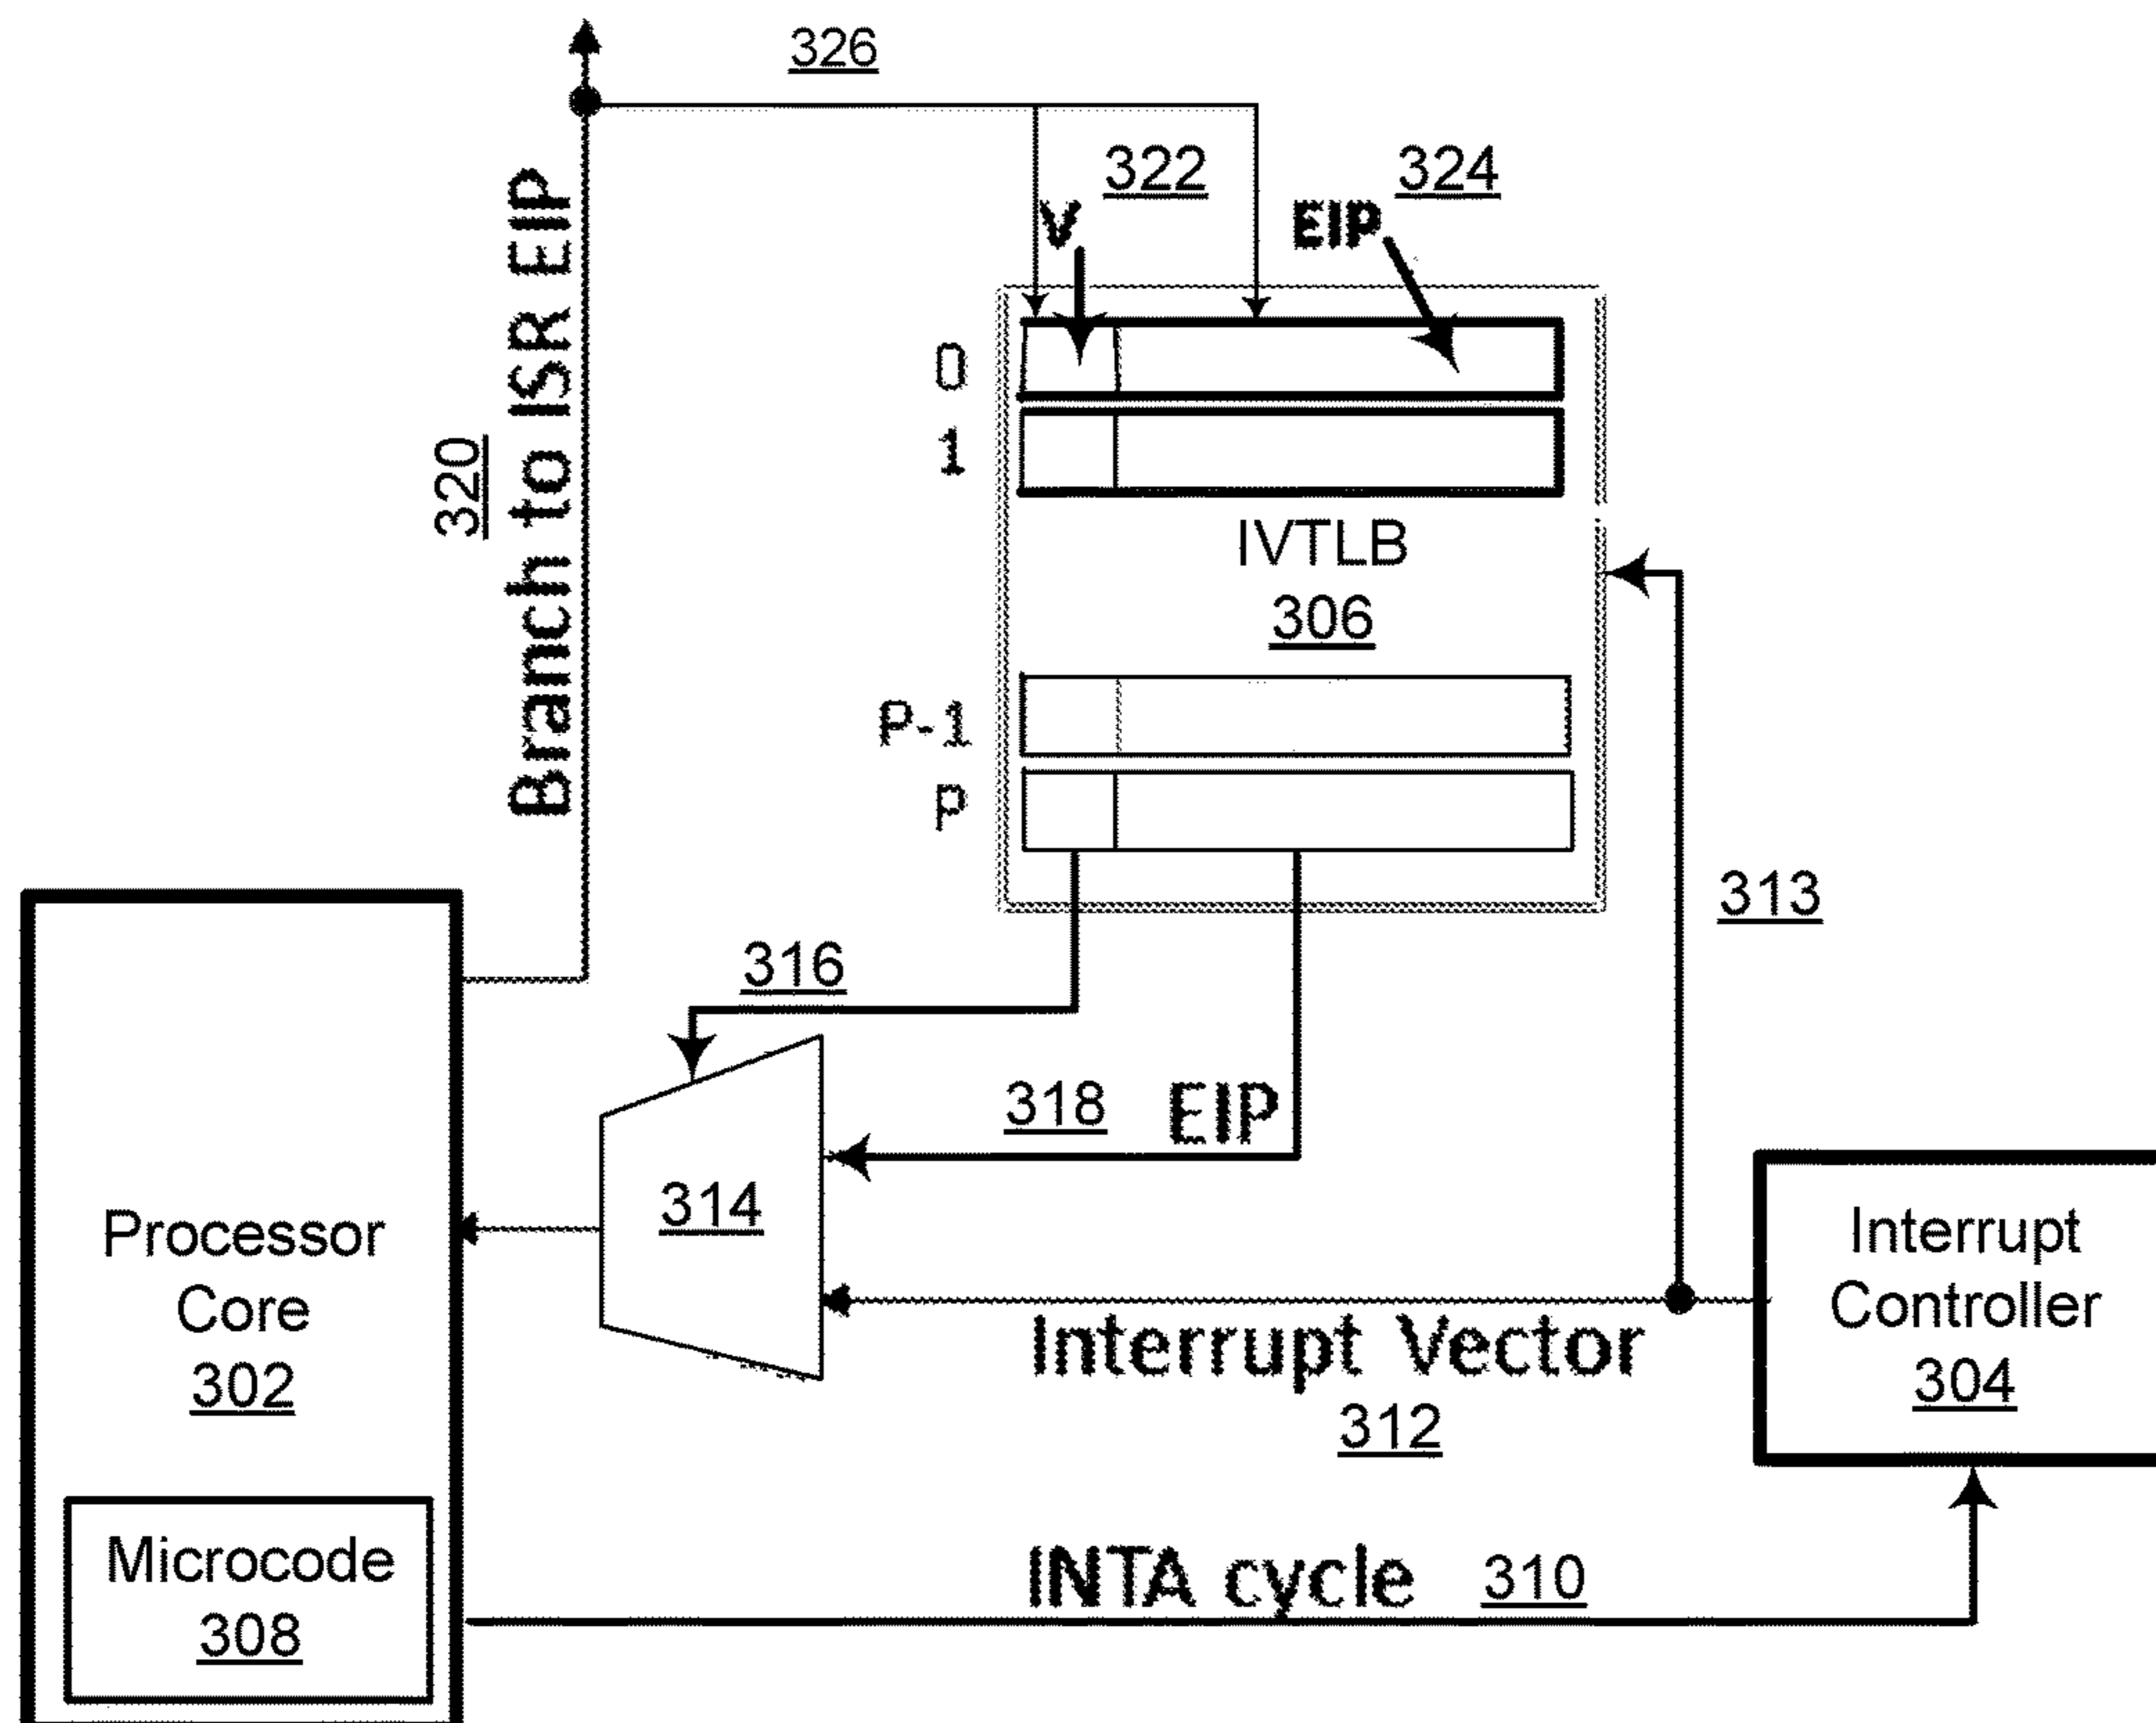 326
322
324
V
EIP
320
Branch to ISR EIP
0
1
IVTLB
306
P-1
P
313
316
318
EIP
314
Processor
Core
302
Interrupt
Controller
304
Interrupt Vector
312
Microcode
308
INTA cycle
310